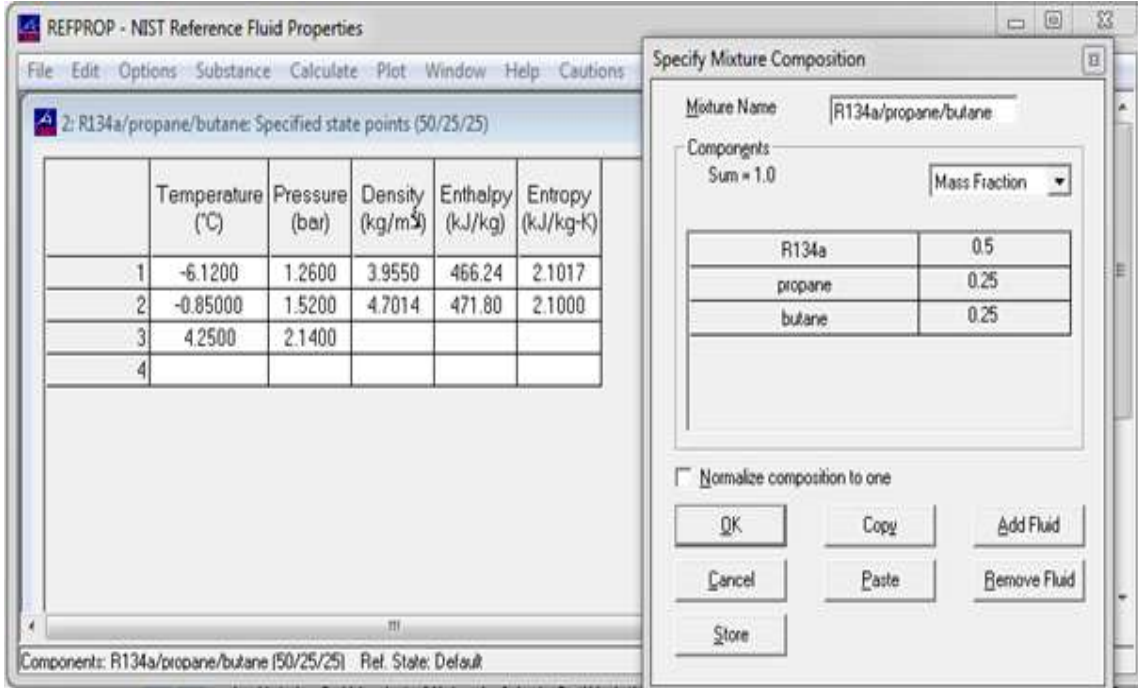 REFPROP - NIST Reference Fluid Properties
File Edit Options Substance Calculate Plot Window Help Cautions
2: R134a/propane/butane: Specified state points (50/25/25)
Temperature Pressure Density Enthalpy Entropy
(°C) (bar) (kg/m³) (kJ/kg) (kJ/kg-K)
1 -6.1200 1.2600 3.9550 466.24 2.1017
2 -0.85000 1.5200 4.7014 471.80 2.1000
3 4.2500 2.1400
4
Components: R134a/propane/butane (50/25/25) Ref. State: Default
Specify Mixture Composition
Mixture Name R134a/propane/butane
Components
Sum = 1.0 Mass Fraction
R134a 0.5
propane 0.25
butane 0.25
Normalize composition to one
OK Copy Add Fluid
Cancel Paste Remove Fluid
Store